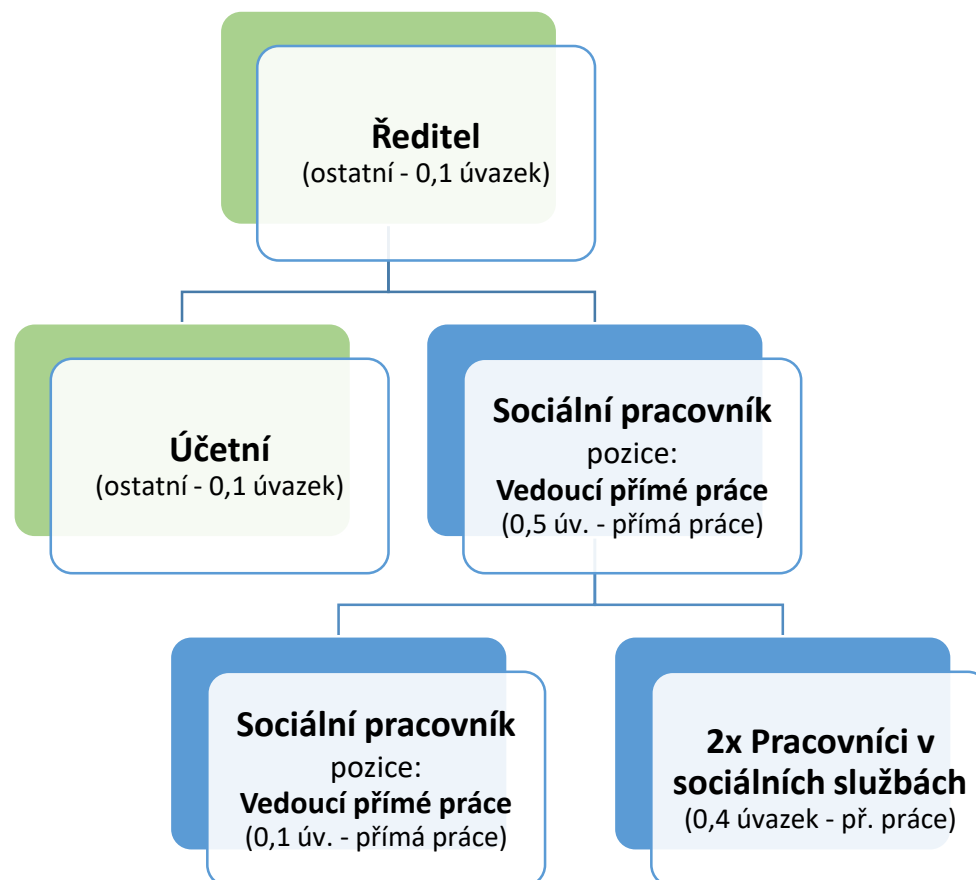 Ředitel
(ostatní - 0,1 úvazek)
Účetní
(ostatní - 0,1 úvazek)
Sociální pracovník
pozice:
Vedoucí přímé práce
(0,5 úv. - přímá práce)
Sociální pracovník
pozice:
Vedoucí přímé práce
(0,1 úv. - přímá práce)
2x Pracovníci v
sociálních službách
(0,4 úvazek - př. práce)